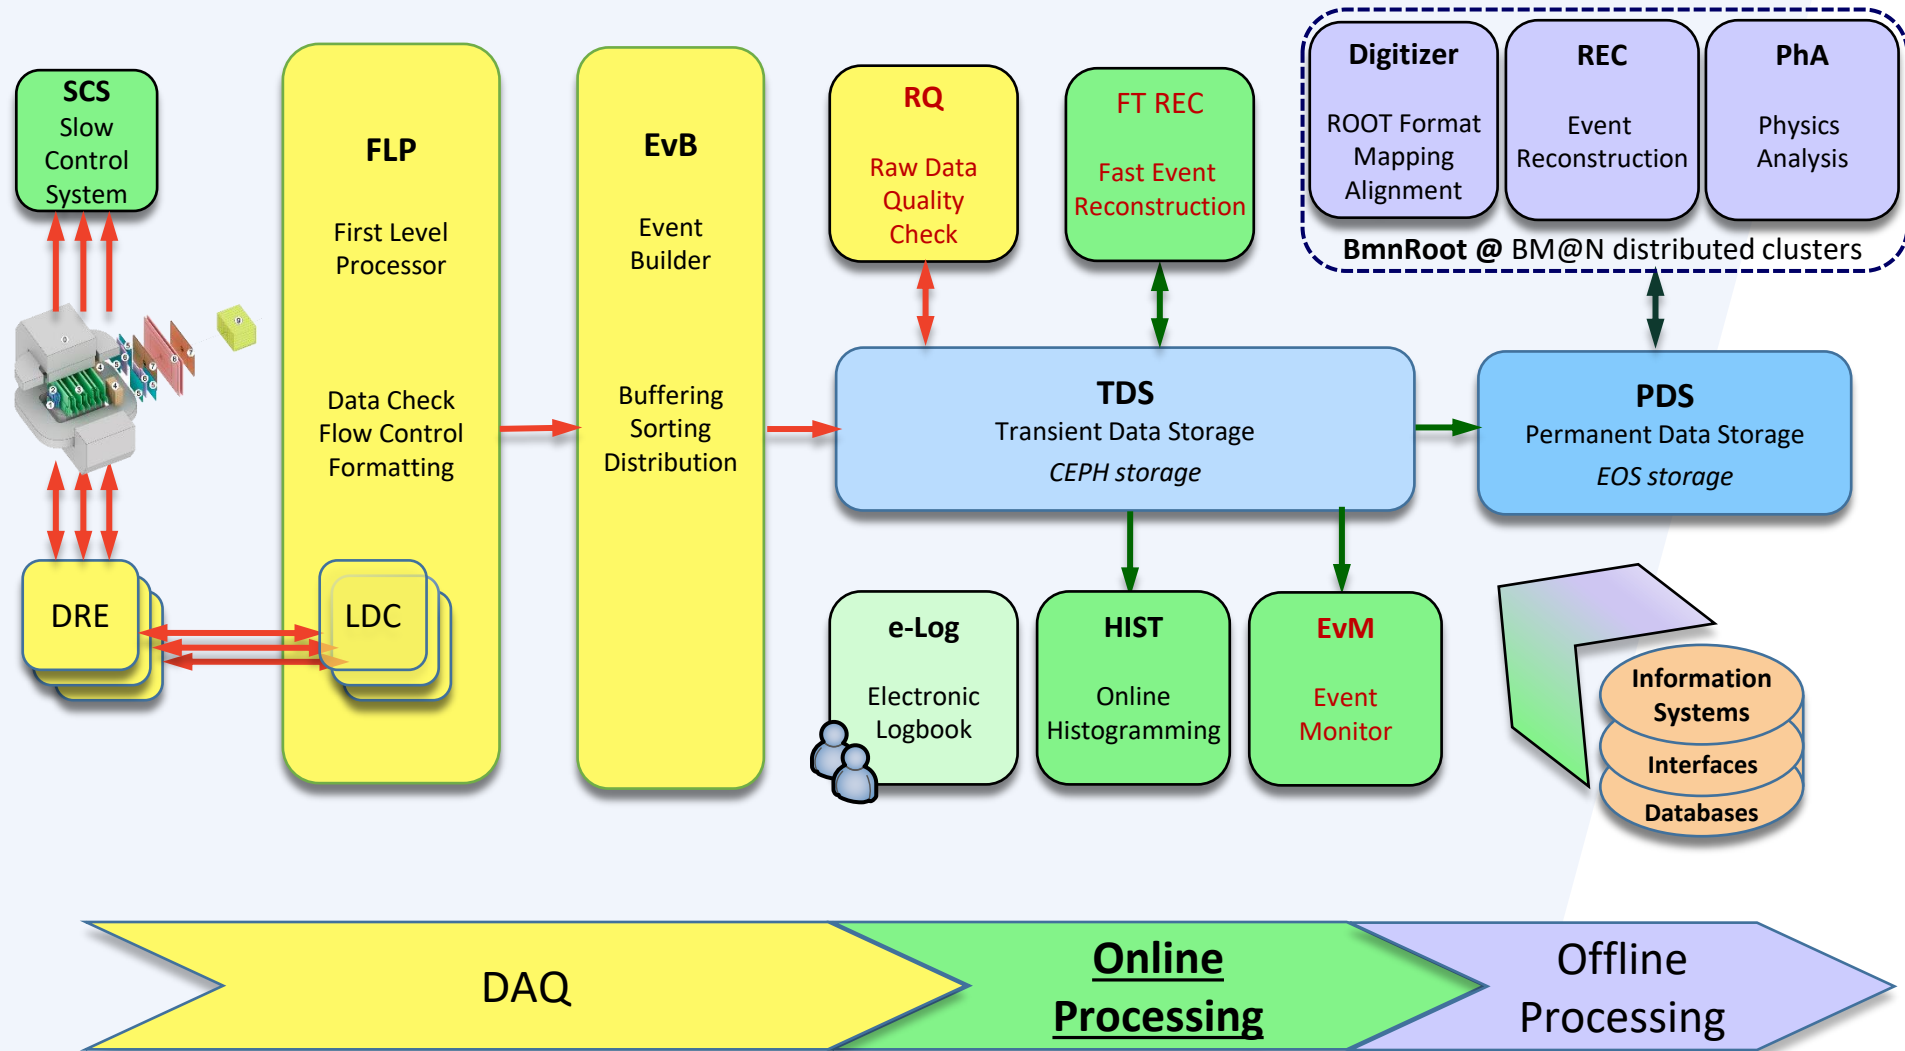 SCS
Slow
Control
System
FLP
First Level
Processor
Data Check
Flow Control
Formatting
LDC
DRE
EvB
Event
Builder
Buffering
Sorting
Distribution
RQ
Raw Data
Quality
Check
FT REC
Fast Event
Reconstruction
Digitizer
ROOT Format
Mapping
Alignment
REC
Event
Reconstruction
PhA
Physics
Analysis
BmnRoot @ BM@N distributed clusters
TDS
Transient Data Storage
CEPH storage
PDS
Permanent Data Storage
EOS storage
e-Log
Electronic
Logbook
HIST
Online
Histogramming
EvM
Event
Monitor
Information
Systems
Interfaces
Databases
DAQ
Online
Processing
Offline
Processing